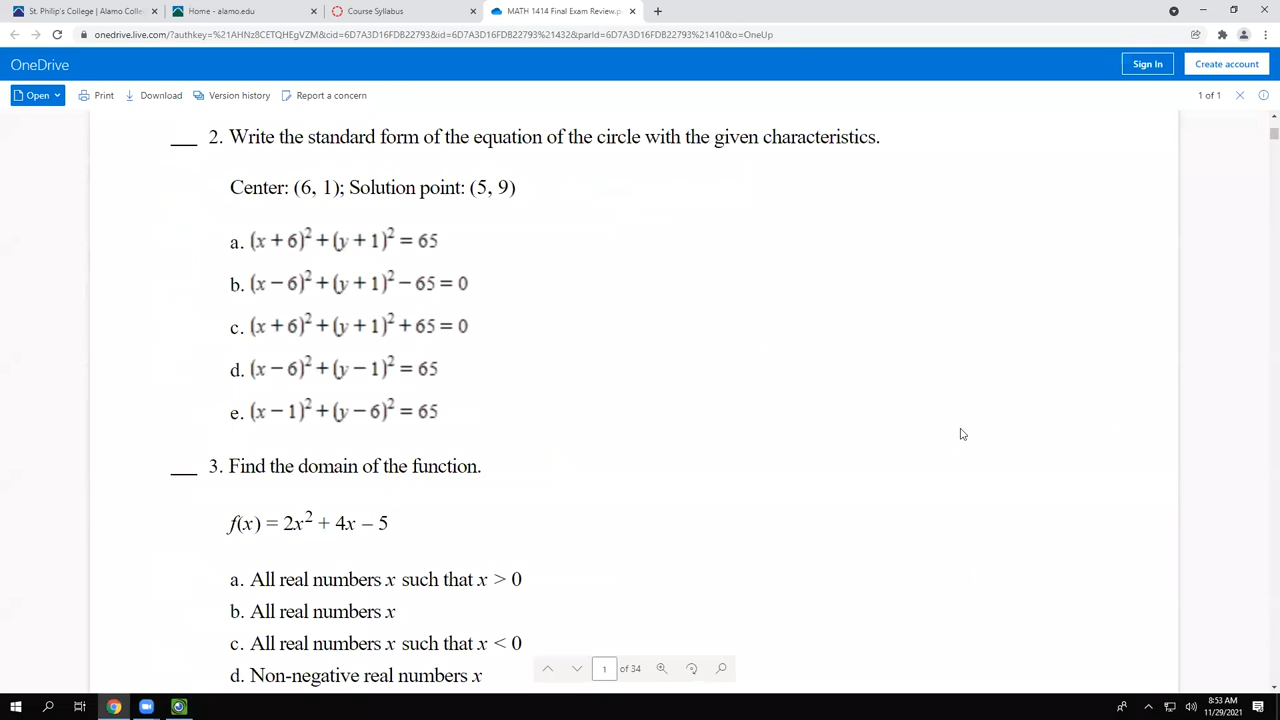 St. Philip's College | Alamo Colle
Home - alamo.edu
Course Syllabus
MATH 1414 Final Exam Review.p
onedrive.live.com/?authkey=%21AHNz8CETQHEgVZM&cid=6D7A3D16FDB22793&id=6D7A3D16FDB22793%21432&parId=6D7A3D16FDB22793%21410&o=OneUp
OneDrive
Sign In
Create account
Open
Print
Download
Version history
Report a concern
1 of 1
2. Write the standard form of the equation of the circle with the given characteristics.
Center: (6, 1); Solution point: (5, 9)
a. (x + 6)² + (y + 1)² = 65
b. (x − 6)² + (y + 1)² − 65 = 0
c. (x + 6)² + (y + 1)² + 65 = 0
d. (x − 6)² + (y − 1)² = 65
e. (x − 1)² + (y − 6)² = 65
3. Find the domain of the function.
f(x) = 2x² + 4x – 5
a. All real numbers x such that x > 0
b. All real numbers x
c. All real numbers x such that x < 0
d. Non-negative real numbers x
1 of 34
8:53 AM
11/29/2021